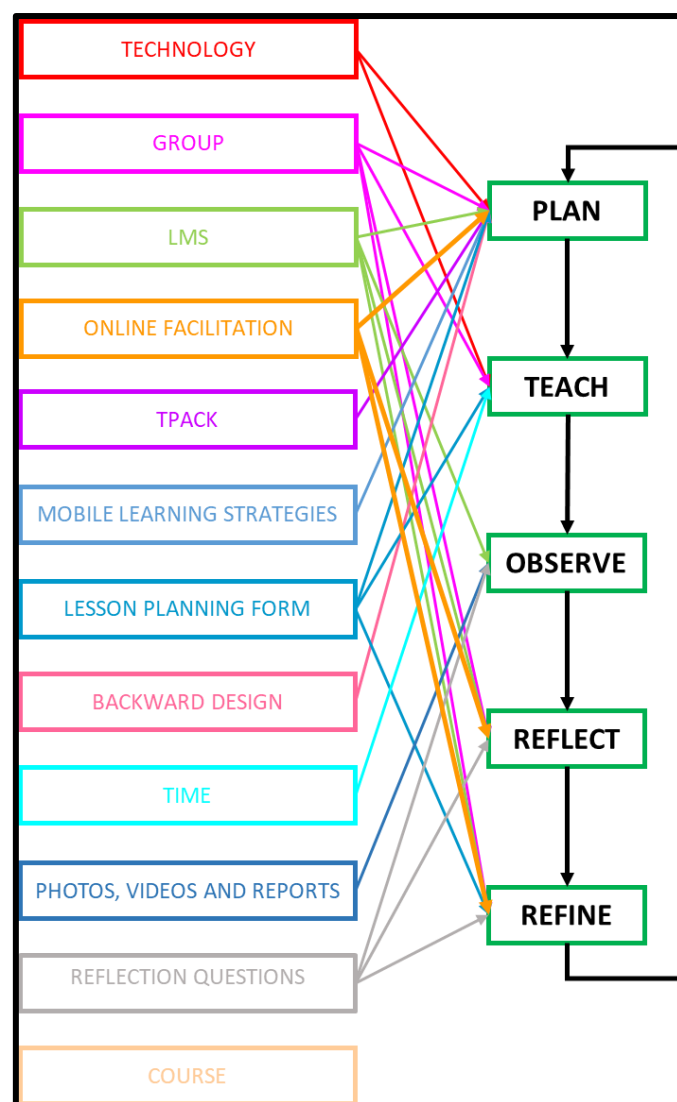 TECHNOLOGY
GROUP
LMS
ONLINE FACILITATION
TPACK
MOBILE LEARNING STRATEGIES
LESSON PLANNING FORM
BACKWARD DESIGN
TIME
PHOTOS, VIDEOS AND REPORTS
REFLECTION QUESTIONS
COURSE
PLAN
TEACH
OBSERVE
REFLECT
REFINE